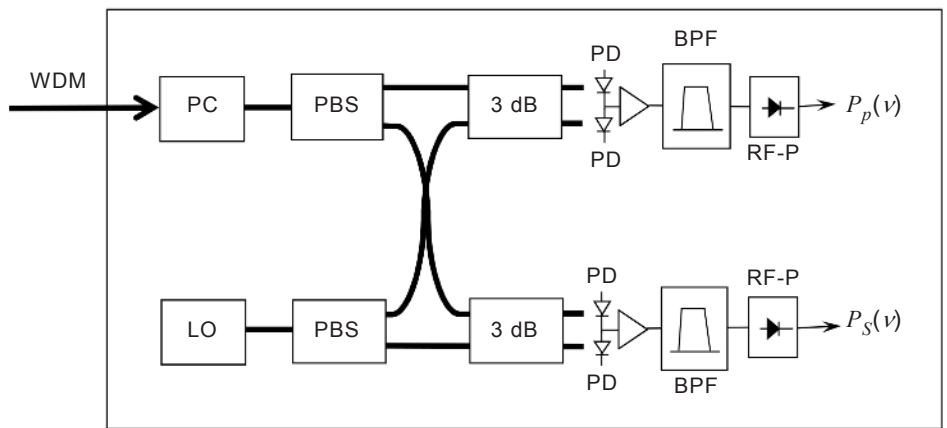 WDM
PC
PBS
3 dB
PD
PD
BPF
RF-P
P_p(ν)
LO
PBS
3 dB
PD
PD
BPF
RF-P
P_S(ν)